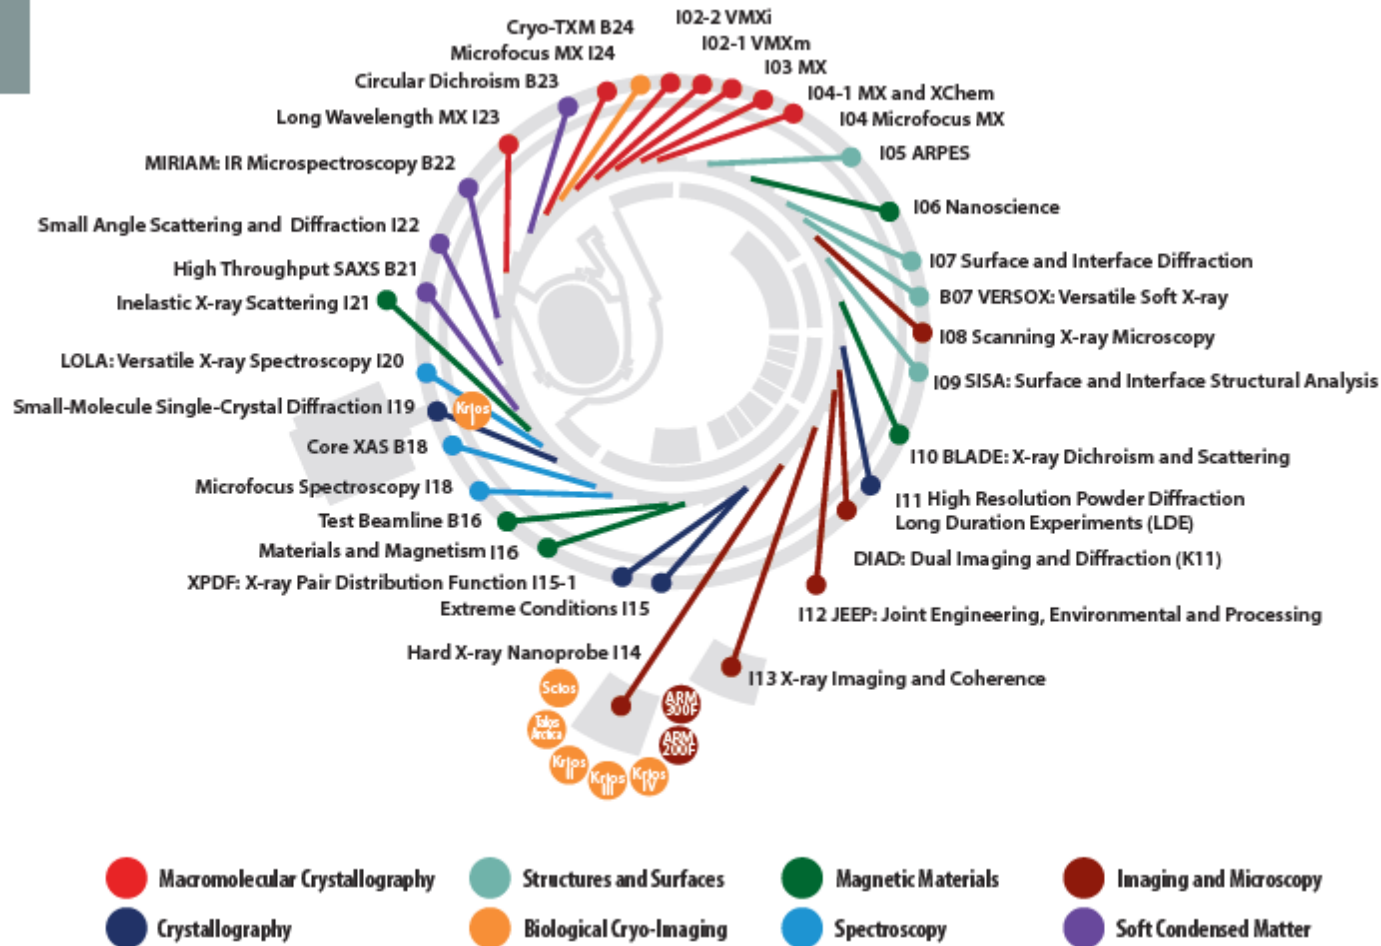 Cryo-TXM B24
Microfocus MX I24
Circular Dichroism B23
Long Wavelength MX I23
MIRIAM: IR Microspectroscopy B22
Small Angle Scattering and Diffraction I22
High Throughput SAXS B21
Inelastic X-ray Scattering I21
LOLA: Versatile X-ray Spectroscopy I20
Small-Molecule Single-Crystal Diffraction I19
Krios
I
Core XAS B18
Microfocus Spectroscopy I18
Test Beamline B16
Materials and Magnetism I16
XPDF: X-ray Pair Distribution Function I15-1
Extreme Conditions I15
Hard X-ray Nanoprobe I14
I02-2 VMXi
I02-1 VMXm
I03 MX
I04-1 MX and XChem
I04 Microfocus MX
I05 ARPES
I06 Nanoscience
I07 Surface and Interface Diffraction
B07 VERSOX: Versatile Soft X-ray
I08 Scanning X-ray Microscopy
I09 SISA: Surface and Interface Structural Analysis
I10 BLADE: X-ray Dichroism and Scattering
I11 High Resolution Powder Diffraction
Long Duration Experiments (LDE)
DIAD: Dual Imaging and Diffraction (K11)
I12 JEEP: Joint Engineering, Environmental and Processing
I13 X-ray Imaging and Coherence
Scios
Talos
Arctica
Krios
II
Krios
III
Krios
IV
ARM
300F
ARM
200F
Macromolecular Crystallography
Structures and Surfaces
Magnetic Materials
Imaging and Microscopy
Crystallography
Biological Cryo-Imaging
Spectroscopy
Soft Condensed Matter